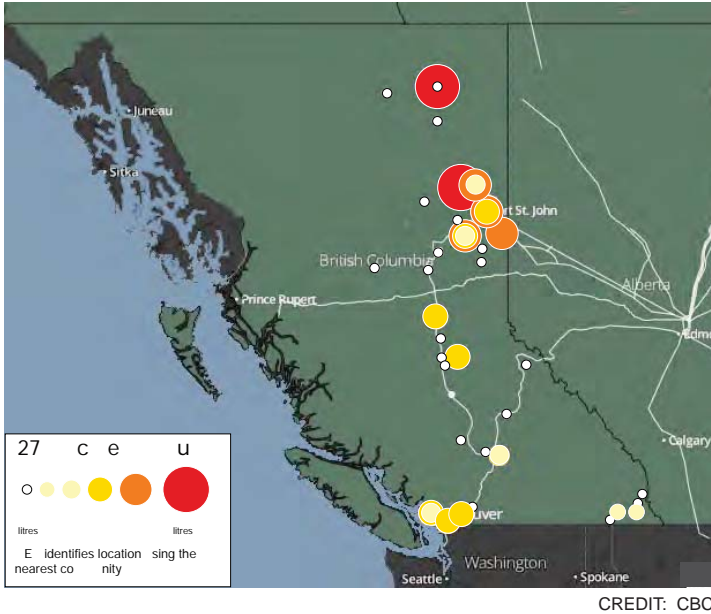 Juneau
Sitka
rt St. John
British Columbia
Alberta
Prince Rupert
Edmo
Calgary
27 c e u
litres litres
E identifies location sing the
nearest co nity
uver
Washington
Seattle
Spokane
CREDIT: CBC